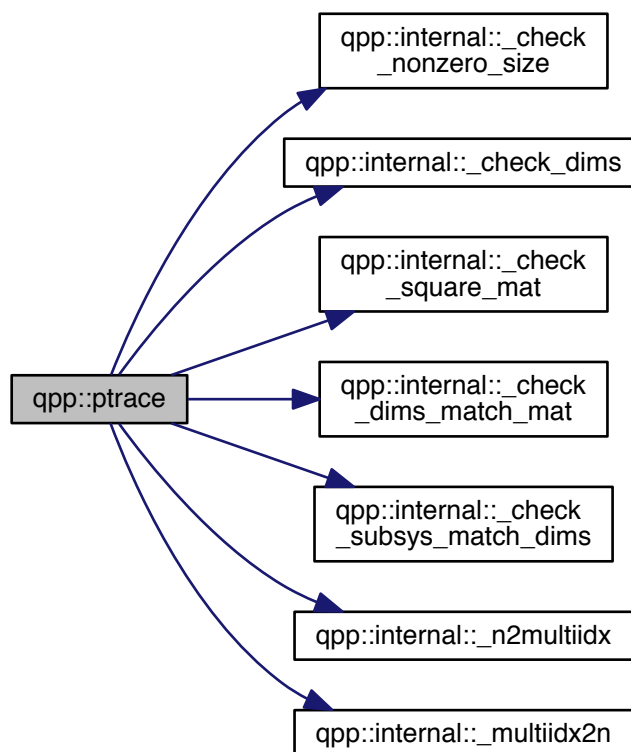 qpp::internal::_check
_nonzero_size
qpp::internal::_check_dims
qpp::internal::_check
_square_mat
qpp::ptrace
qpp::internal::_check
_dims_match_mat
qpp::internal::_check
_subsys_match_dims
qpp::internal::_n2multiidx
qpp::internal::_multiidx2n